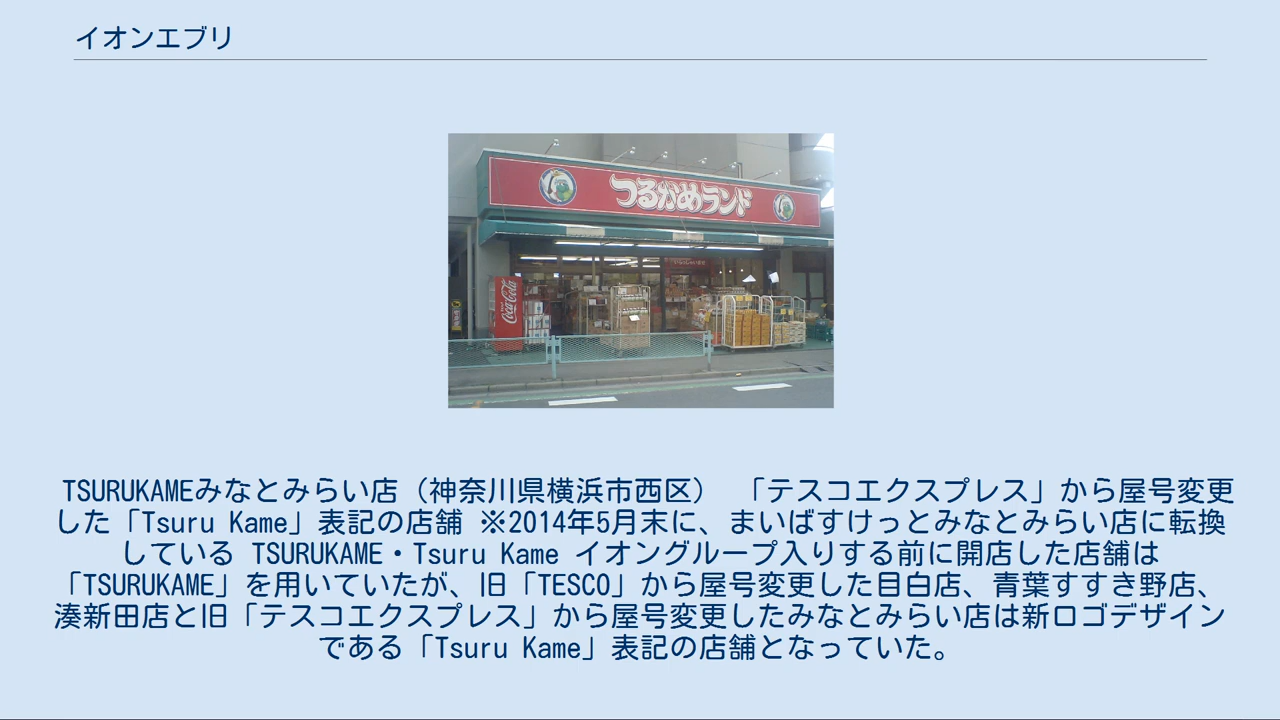 イオンエブリ
つるかめランド
いらっしゃいませ
Coca-Cola
TSURUKAMEみなとみらい店（神奈川県横浜市西区） 「テスコエクスプレス」から屋号変更
した「Tsuru Kame」表記の店舗 ※2014年5月末に、まいばすけっとみなとみらい店に転換
している TSURUKAME・Tsuru Kame イオングループ入りする前に開店した店舗は
「TSURUKAME」を用いていたが、旧「TESCO」から屋号変更した目白店、青葉すすき野店、
湊新田店と旧「テスコエクスプレス」から屋号変更したみなとみらい店は新ロゴデザイン
である「Tsuru Kame」表記の店舗となっていた。